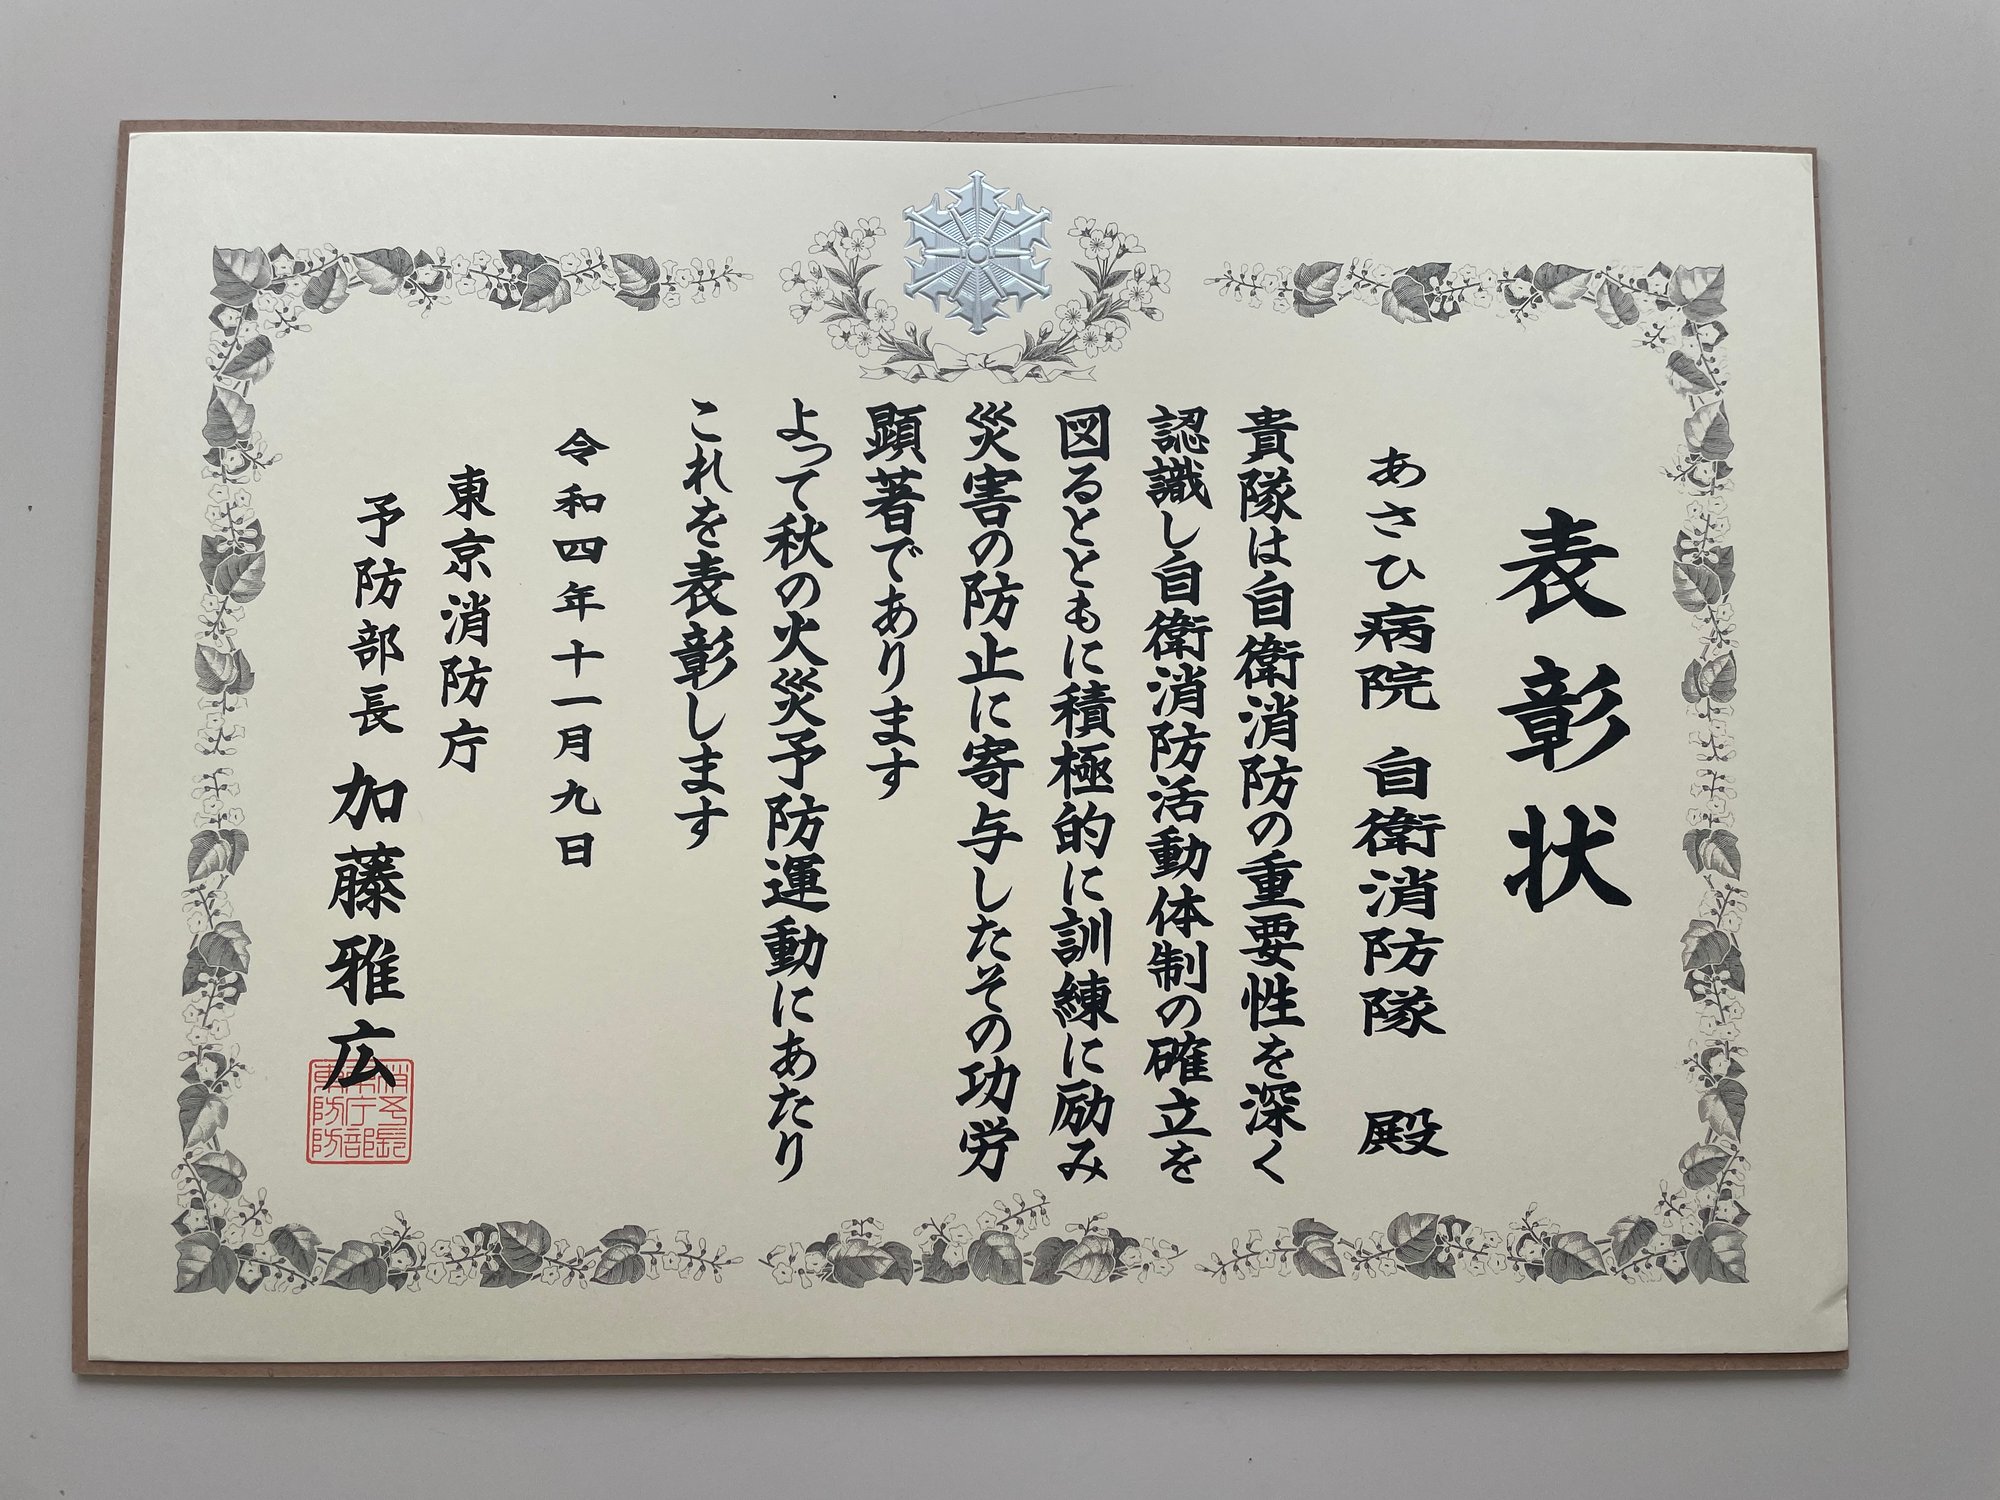 表彰状
あさひ病院 自衛消防隊 殿
貴隊は自衛消防の重要性を深く
認識し自衛消防活動体制の確立を
図るとともに積極的に訓練に励み
災害の防止に寄与したその功労
顕著であります
よって秋の火災予防運動にあたり
これを表彰します
令和四年十一月九日
東京消防庁
予防部長 加藤雅広